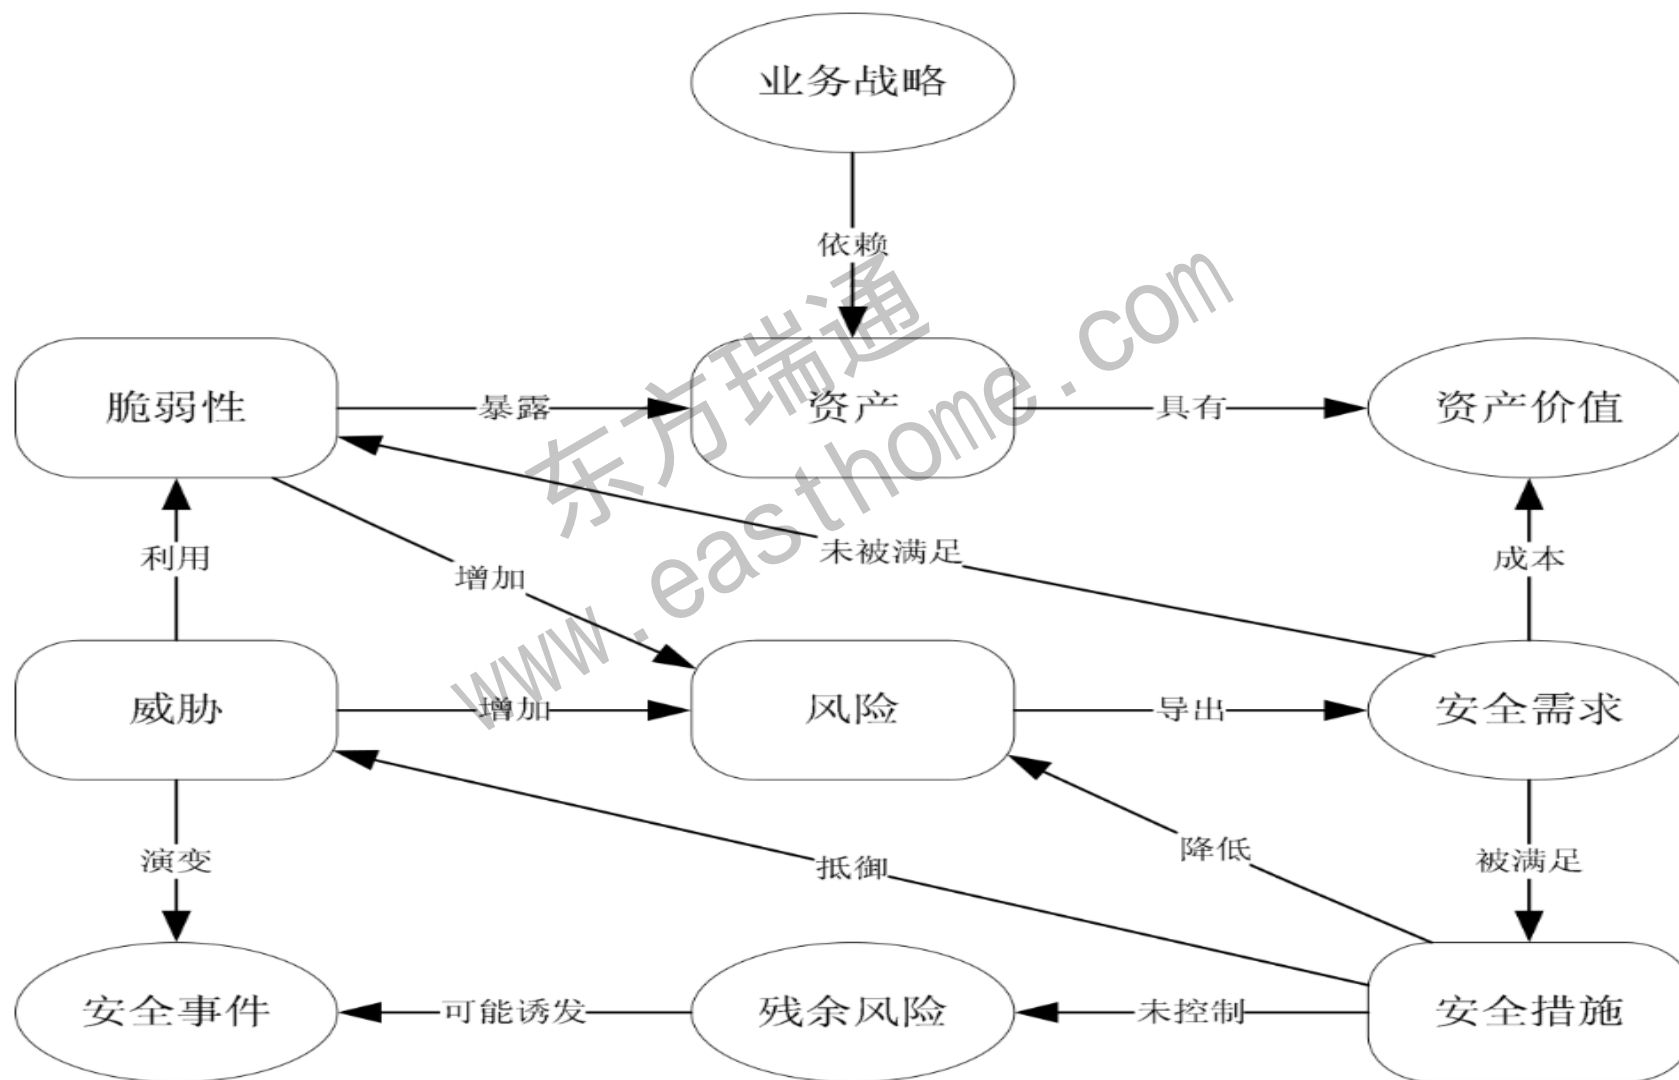 业务战略
依赖
脆弱性
暴露
资产
具有
资产价值
利用
增加
未被满足
成本
威胁
增加
风险
导出
安全需求
演变
抵御
降低
被满足
安全事件
可能诱发
残余风险
未控制
安全措施
东方瑞通
www.easthome.com